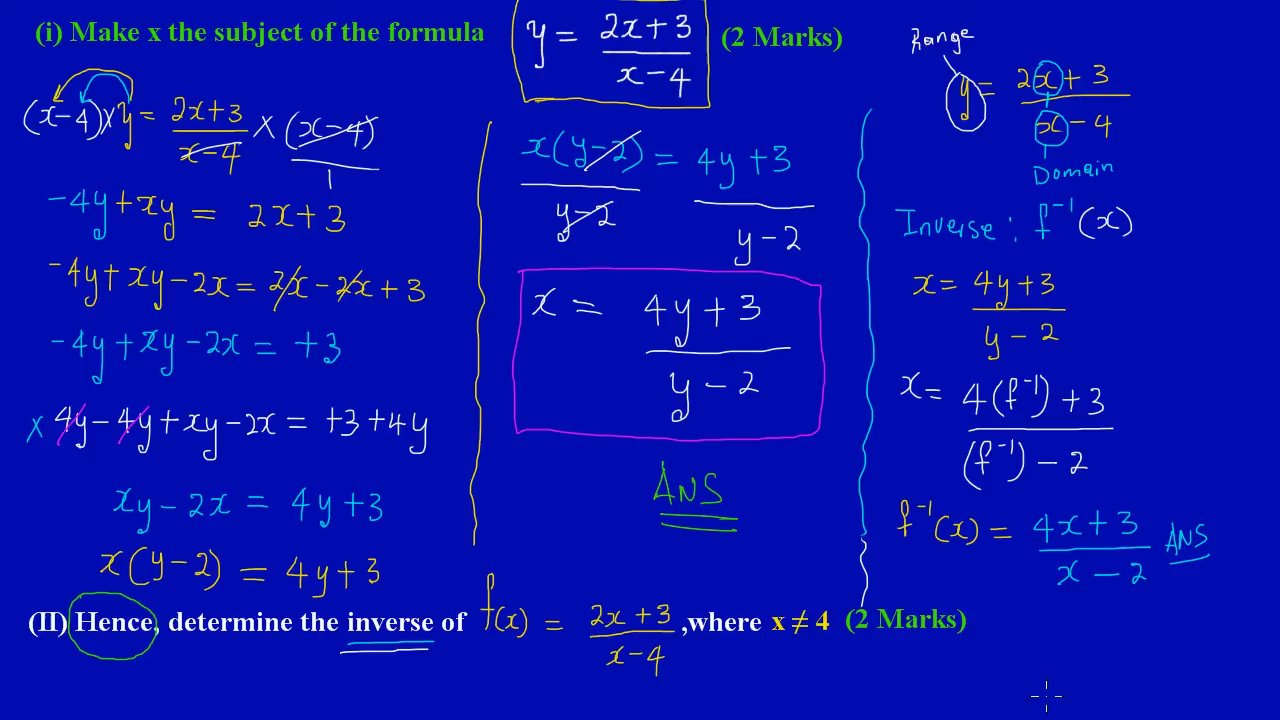 (i) Make x the subject of the formula y = (2x+3)/(x-4) (2 Marks)
(x-4)xy = (2x+3)/(x-4) x (x-4)/1
-4y+xy = 2x+3
-4y+xy-2x = 2x-2x+3
-4y+xy-2x = +3
x 4y-4y+xy-2x = +3+4y
xy-2x = 4y+3
x(y-2) = 4y+3
x(y-2)/(y-2) = (4y+3)/(y-2)
x = (4y+3)/(y-2)
ANS
Range
y = (2x+3)/(x-4)
Domain
Inverse: f⁻¹(x)
x = (4y+3)/(y-2)
x = (4(f⁻¹)+3)/((f⁻¹)-2)
f⁻¹(x) = (4x+3)/(x-2) ANS
(II) Hence, determine the inverse of f(x) = (2x+3)/(x-4) ,where x ≠ 4 (2 Marks)